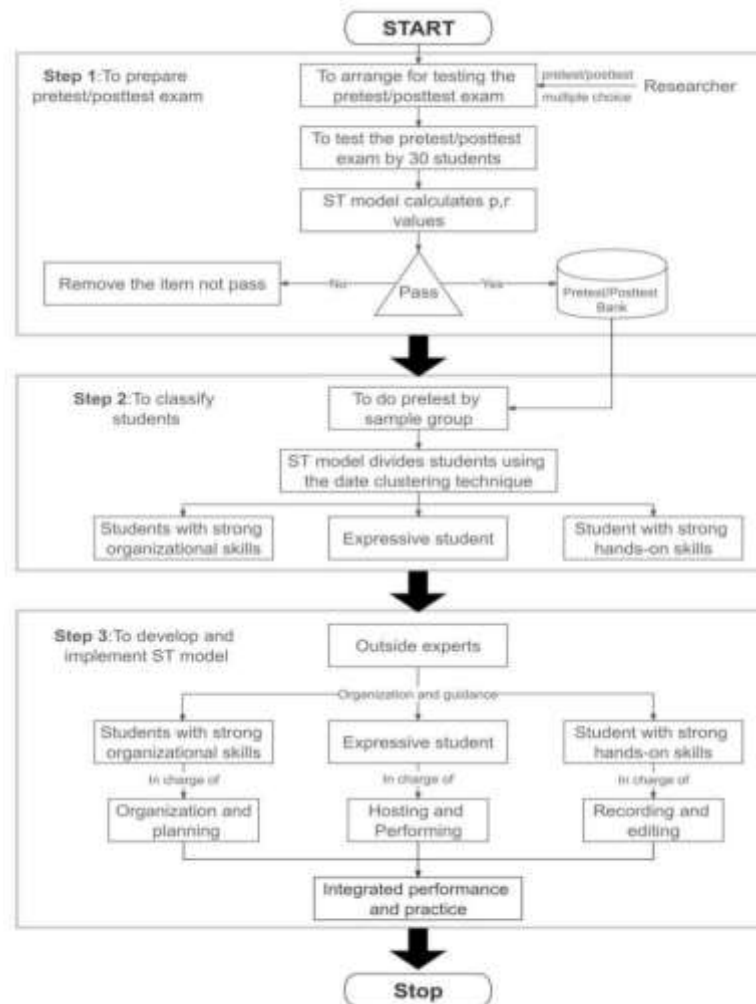 START
Step 1:To prepare
pretest/posttest exam
To arrange for testing the
pretest/posttest exam
pretest/posttest
multiple choice
Researcher
To test the pretest/posttest
exam by 30 students
ST model calculates p,r
values
Remove the item not pass
No
Pass
Yes
Pretest/Posttest
Bank
Step 2:To classify
students
To do pretest by
sample group
ST model divides students using
the date clustering technique
Students with strong
organizational skills
Expressive student
Student with strong
hands-on skills
Step 3:To develop and
implement ST model
Outside experts
Organization and guidance
Students with strong
organizational skills
Expressive student
Student with strong
hands-on skills
In charge of
In charge of
In charge of
Organization and
planning
Hosting and
Performing
Recording and
editing
Integrated performance
and practice
Stop